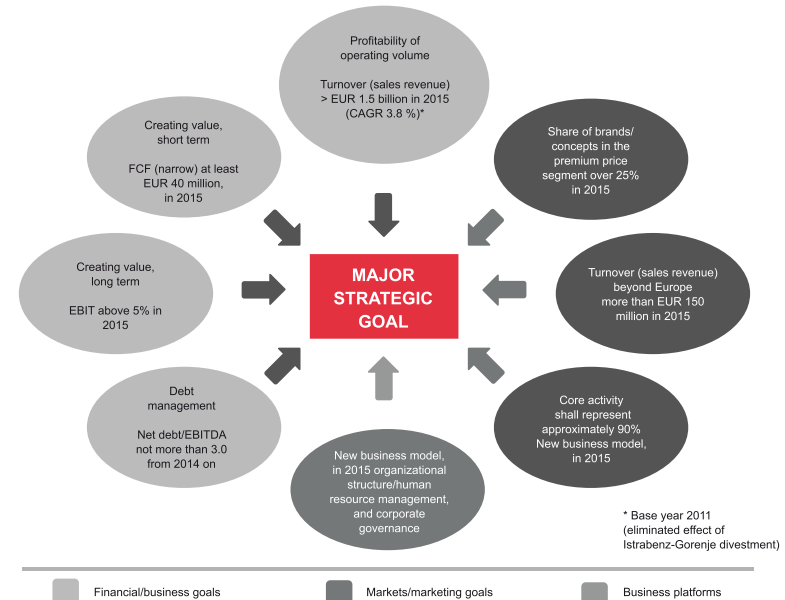 Profitability of
operating volume
Turnover (sales revenue)
> EUR 1.5 billion in 2015
(CAGR 3.8 %)*
Creating value,
short term
FCF (narrow) at least
EUR 40 million,
in 2015
Share of brands/
concepts in the
premium price
segment over 25%
in 2015
Creating value,
long term
EBIT above 5% in
2015
MAJOR
STRATEGIC
GOAL
Turnover (sales revenue)
beyond Europe
more than EUR 150
million in 2015
Debt
management
Net debt/EBITDA
not more than 3.0
from 2014 on
New business model,
in 2015 organizational
structure/human
resource management,
and corporate
governance
Core activity
shall represent
approximately 90%
New business model,
in 2015
* Base year 2011
(eliminated effect of
Istrabenz-Gorenje divestment)
Financial/business goals
Markets/marketing goals
Business platforms